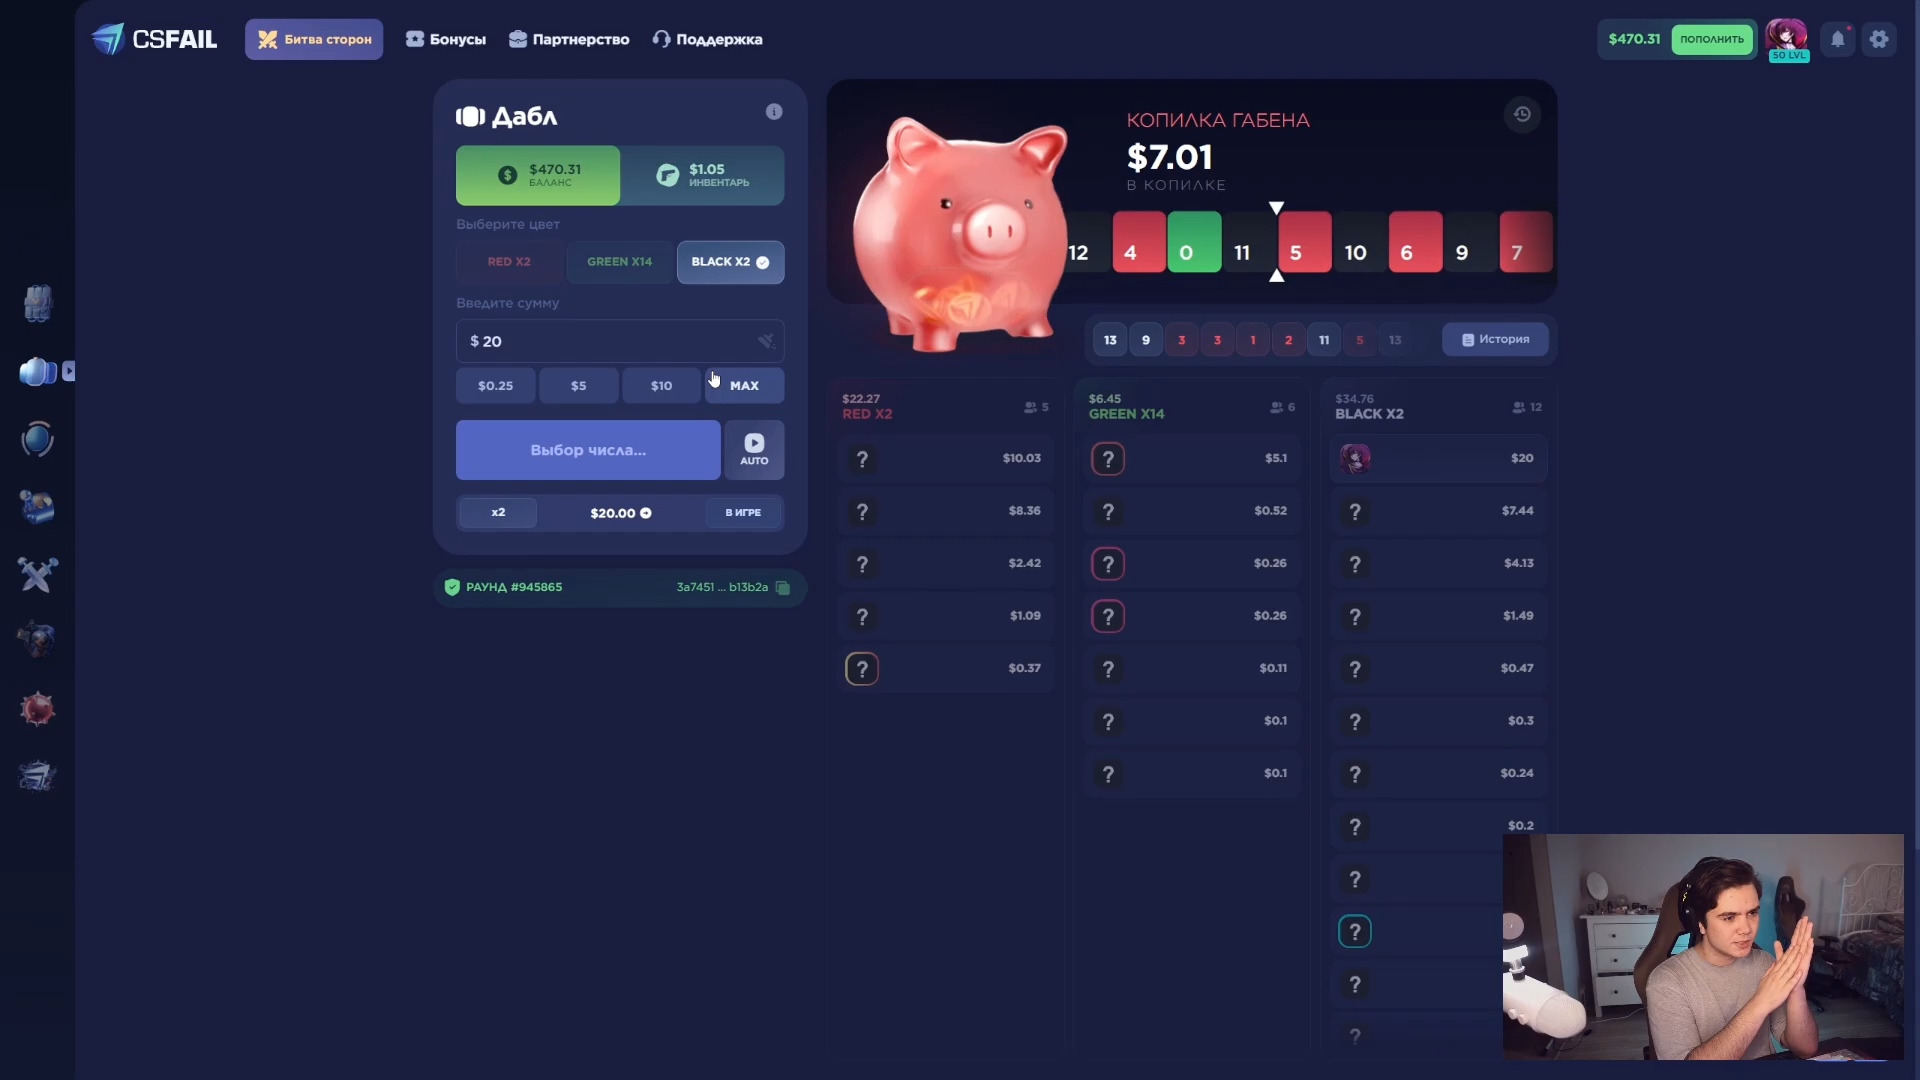 CSFAIL
Битва сторон
Бонусы
Партнерство
Поддержка
$470.31
ПОПОЛНИТЬ
50 LVL
Дабл
$470.31
БАЛАНС
$1.05
ИНВЕНТАРЬ
Выберите цвет
RED X2
GREEN X14
BLACK X2
Введите сумму
$ 20
$0.25
$5
$10
MAX
Выбор числа...
AUTO
x2
$20.00
В ИГРЕ
РАУНД #945865
3a7451 ... b13b2a
КОПИЛКА ГАБЕНА
$7.01
В КОПИЛКЕ
12 4 0 11 5 10 6 9 7
13 9 3 3 1 2 11 5 13
История
$22.27
RED X2
5
? $10.03
? $8.36
? $2.42
? $1.09
? $0.37
$6.45
GREEN X14
6
? $5.1
? $0.52
? $0.26
? $0.26
? $0.11
? $0.1
? $0.1
$34.76
BLACK X2
12
$20
? $7.44
? $4.13
? $1.49
? $0.47
? $0.3
? $0.24
? $0.2
?
?
?
?